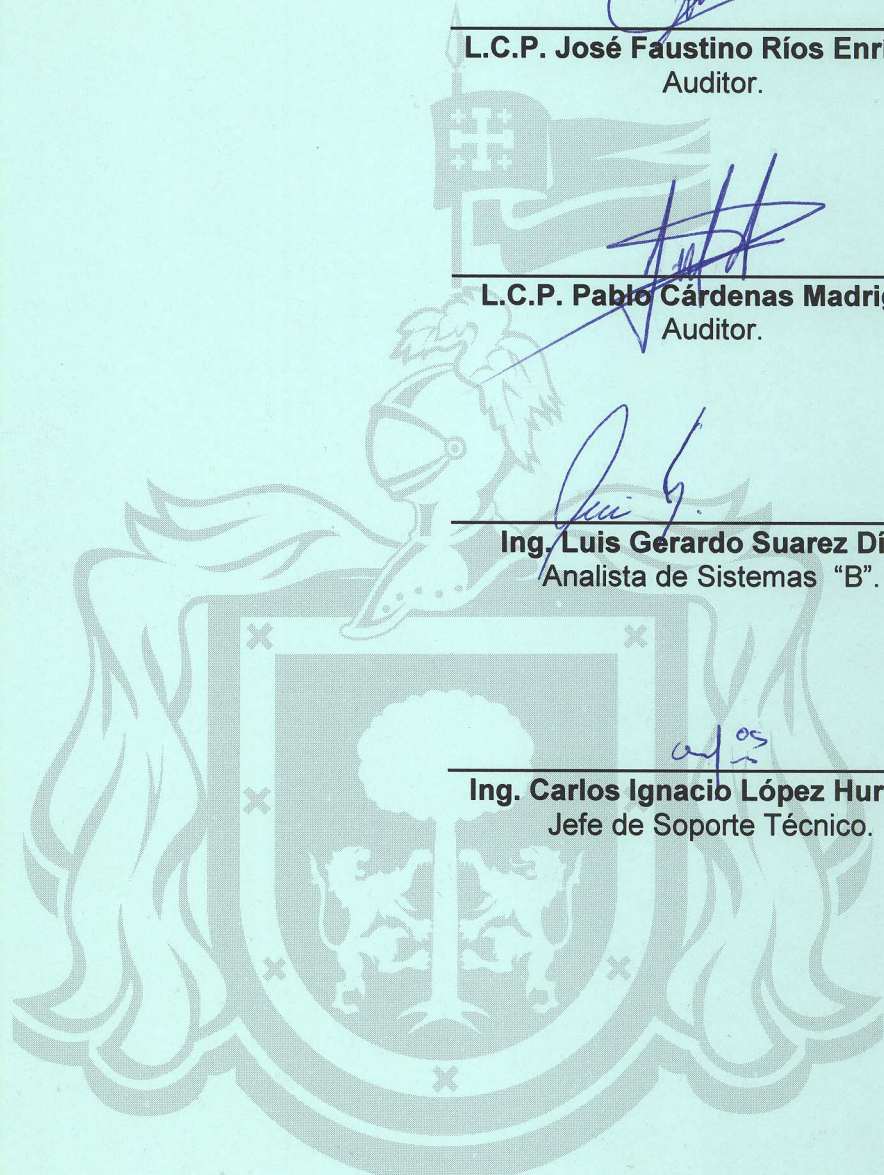 L.C.P. José Faustino Ríos Enrí
Auditor.
L.C.P. Pablo Cárdenas Madrig
Auditor.
Ing. Luis Gerardo Suarez Dí
Analista de Sistemas “B”.
Ing. Carlos Ignacio López Hur
Jefe de Soporte Técnico.